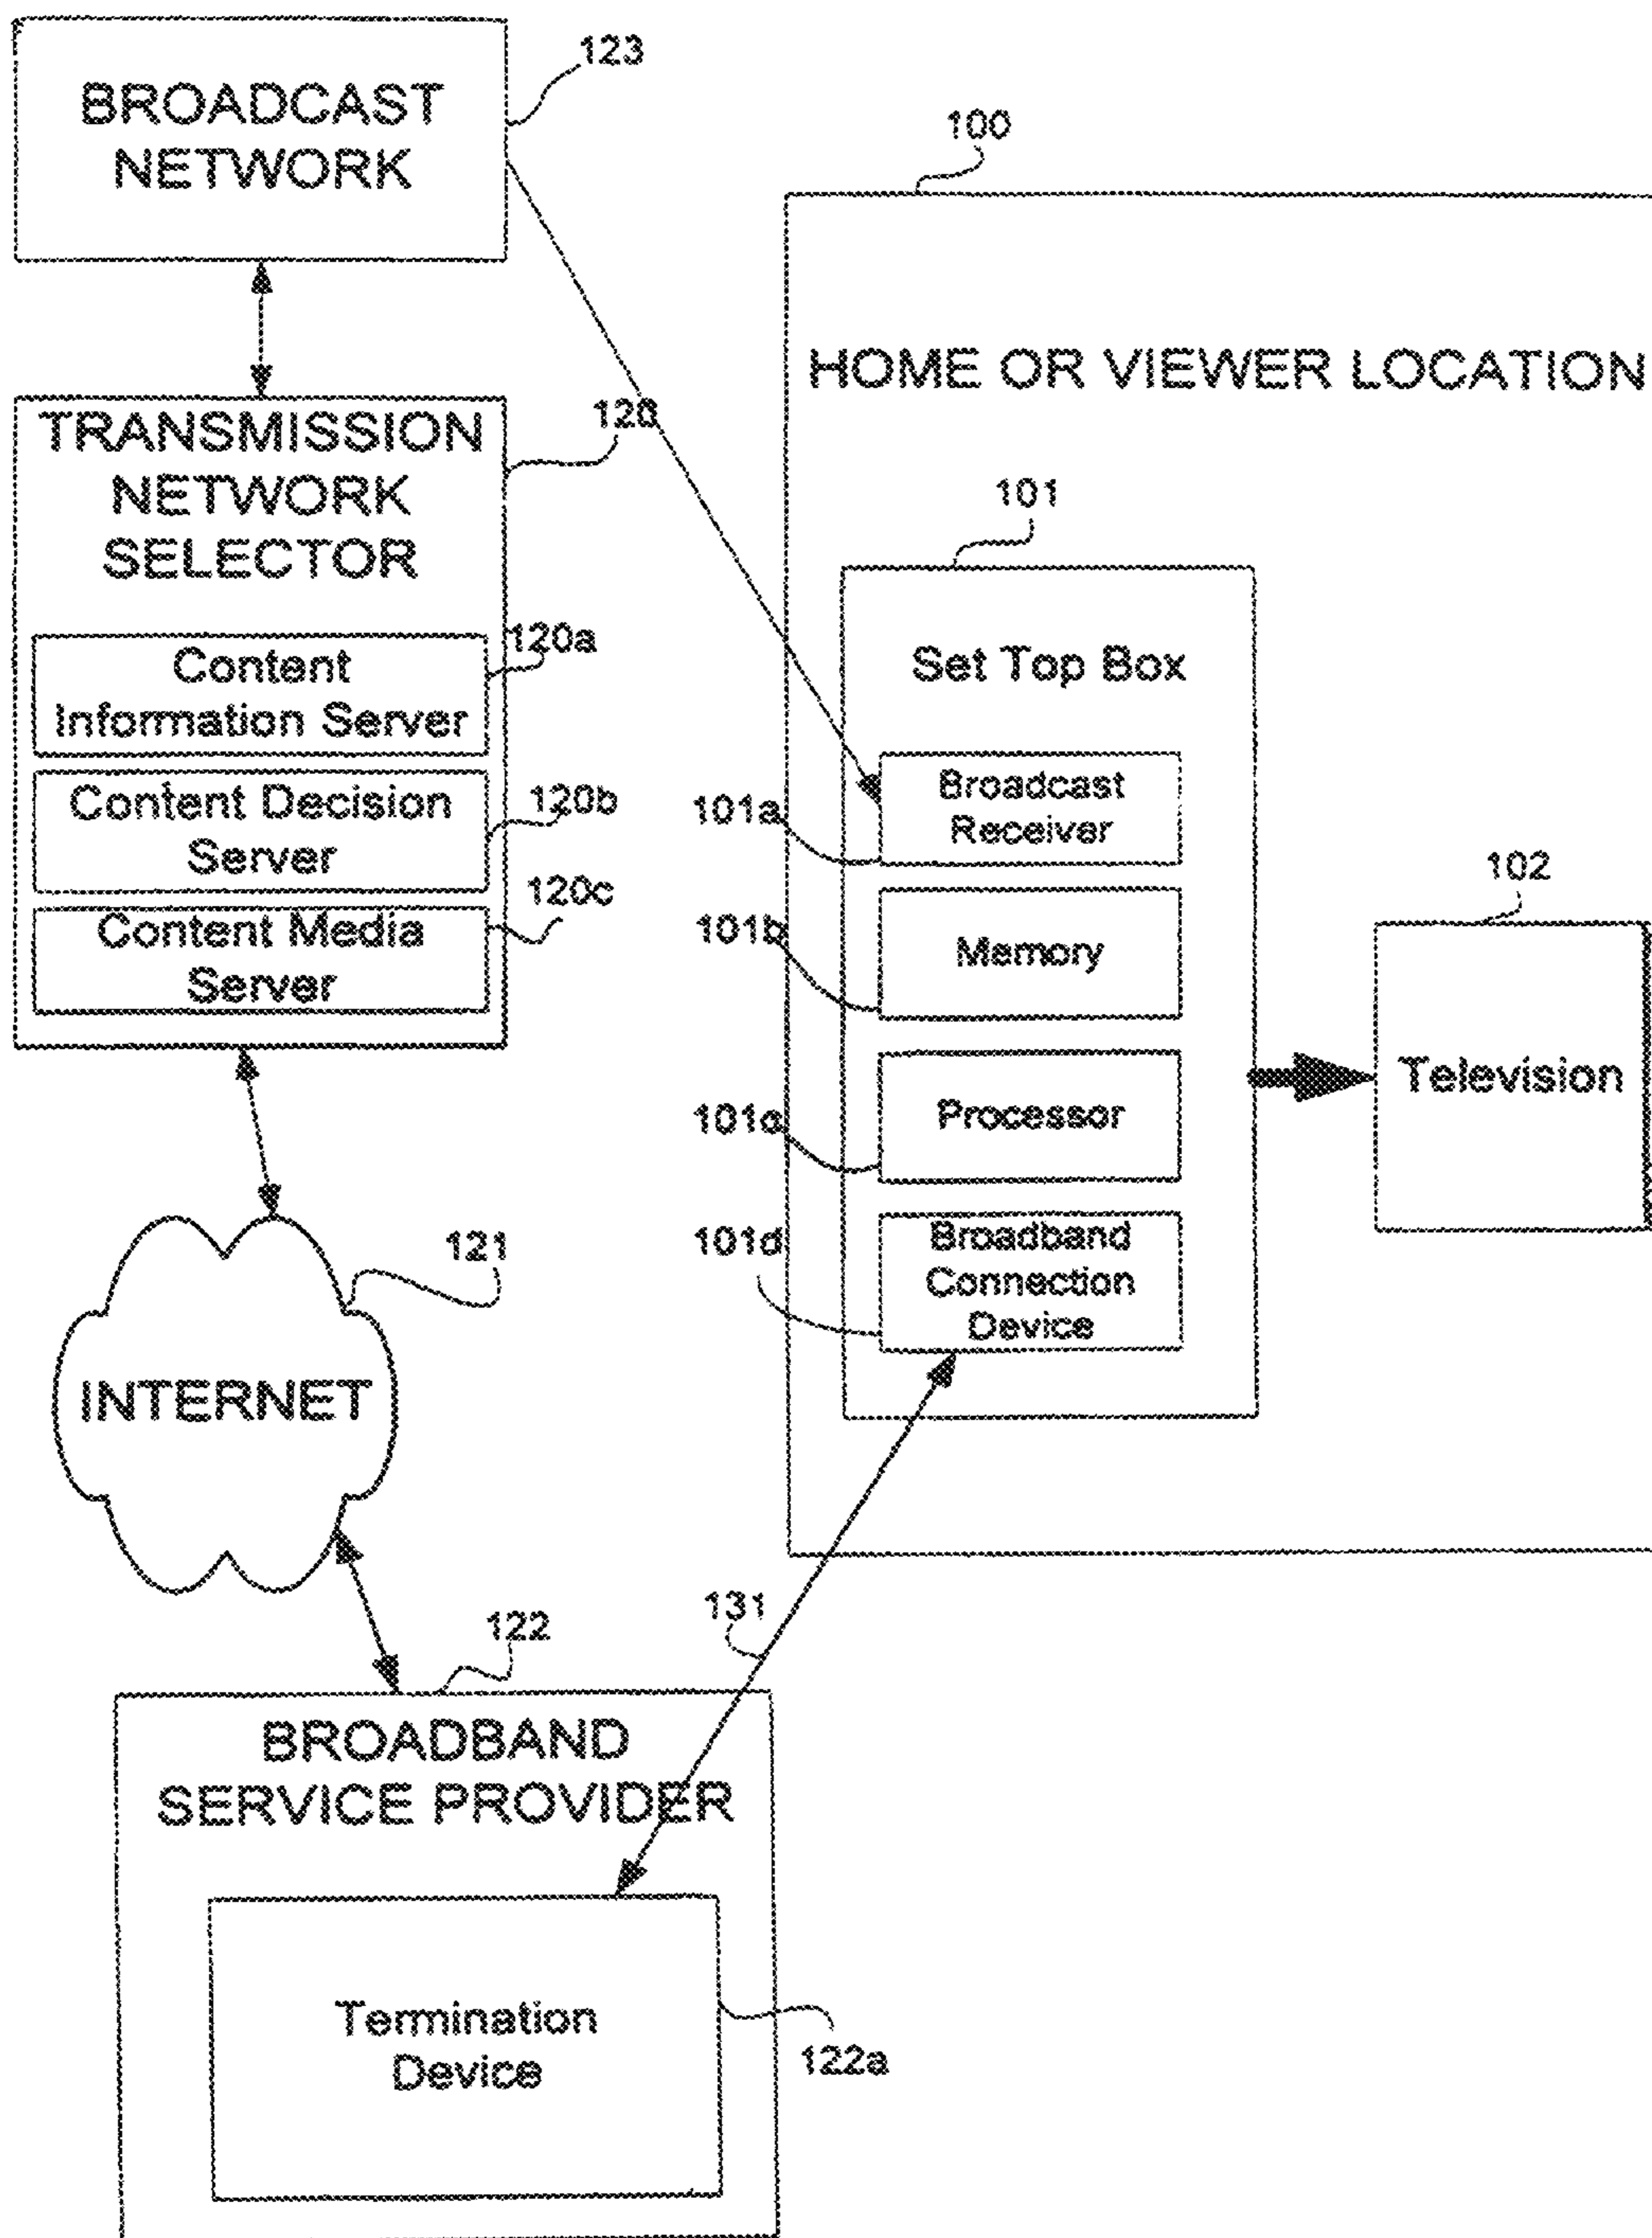 BROADCAST
NETWORK
123
100
HOME OR VIEWER LOCATION
TRANSMISSION
NETWORK
SELECTOR
120
Content
Information Server
120a
Content Decision
Server
120b
Content Media
Server
120c
101
Set Top Box
Broadcast
Receiver
101a
Memory
101b
Processor
101c
Broadband
Connection
Device
101d
102
Television
INTERNET
121
131
122
BROADBAND
SERVICE PROVIDER
Termination
Device
122a